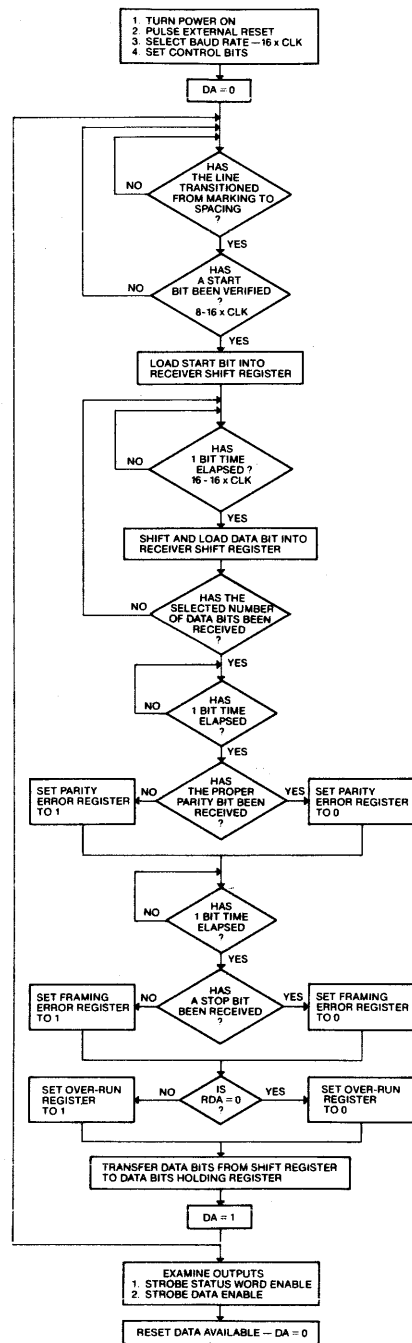 1. TURN POWER ON
2. PULSE EXTERNAL RESET
3. SELECT BAUD RATE — 16 x CLK
4. SET CONTROL BITS
DA = 0
HAS
THE LINE
TRANSITIONED
FROM MARKING TO
SPACING
?
NO
YES
HAS
A START
BIT BEEN VERIFIED
?
8-16 x CLK
NO
YES
LOAD START BIT INTO
RECEIVER SHIFT REGISTER
HAS
1 BIT TIME
ELAPSED ?
16 - 16 x CLK
NO
YES
SHIFT AND LOAD DATA BIT INTO
RECEIVER SHIFT REGISTER
HAS THE
SELECTED NUMBER
OF DATA BITS BEEN
RECEIVED
?
NO
YES
HAS
1 BIT TIME
ELAPSED
?
NO
YES
HAS
THE PROPER
PARITY BIT BEEN
RECEIVED
?
NO
YES
SET PARITY
ERROR REGISTER
TO 1
SET PARITY
ERROR REGISTER
TO 0
HAS
1 BIT TIME
ELAPSED
?
NO
YES
HAS
A STOP BIT
BEEN RECEIVED
?
NO
YES
SET FRAMING
ERROR REGISTER
TO 1
SET FRAMING
ERROR REGISTER
TO 0
IS
RDA = 0
?
NO
YES
SET OVER-RUN
REGISTER
TO 1
SET OVER-RUN
REGISTER
TO 0
TRANSFER DATA BITS FROM SHIFT REGISTER
TO DATA BITS HOLDING REGISTER
DA = 1
EXAMINE OUTPUTS
1. STROBE STATUS WORD ENABLE
2. STROBE DATA ENABLE
RESET DATA AVAILABLE — DA = 0